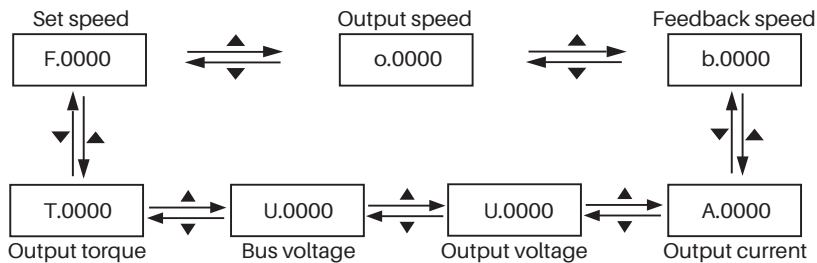 Set speed Output speed Feedback speed
F.0000 o.0000 b.0000
T.0000 U.0000 U.0000 A.0000
Output torque Bus voltage Output voltage Output current